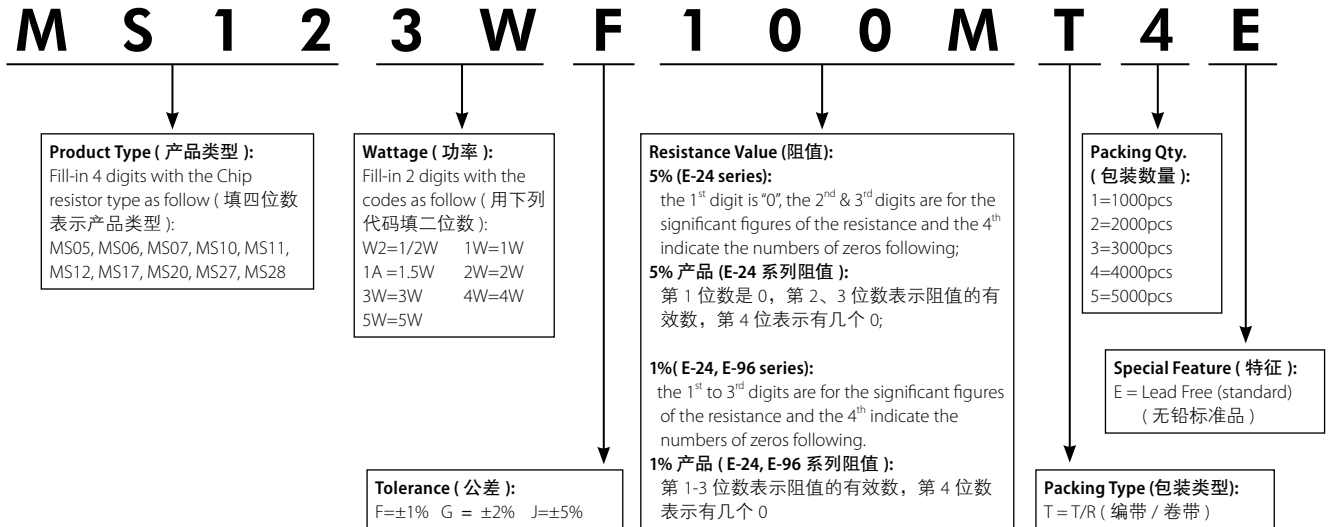 M S 1 2 3 W F 1 0 0 M T 4 E
Product Type ( 产品类型 ):
Fill-in 4 digits with the Chip
resistor type as follow ( 填四位数
表示产品类型 ):
MS05, MS06, MS07, MS10, MS11,
MS12, MS17, MS20, MS27, MS28
Wattage ( 功率 ):
Fill-in 2 digits with the
codes as follow ( 用下列
代码填二位数 ):
W2=1/2W 1W=1W
1A =1.5W 2W=2W
3W=3W 4W=4W
5W=5W
Tolerance ( 公差 ):
F=±1% G = ±2% J=±5%
Resistance Value (阻值):
5% (E-24 series):
the 1st digit is "0", the 2nd & 3rd digits are for the
significant figures of the resistance and the 4th
indicate the numbers of zeros following;
5% 产品 (E-24 系列阻值 ):
第 1 位数是 0，第 2、3 位数表示阻值的有
效数，第 4 位表示有几个 0;
1%( E-24, E-96 series):
the 1st to 3rd digits are for the significant figures
of the resistance and the 4th indicate the
numbers of zeros following.
1% 产品 ( E-24, E-96 系列阻值 ):
第 1-3 位数表示阻值的有效数，第 4 位数
表示有几个 0
Packing Qty.
( 包装数量 ):
1=1000pcs
2=2000pcs
3=3000pcs
4=4000pcs
5=5000pcs
Special Feature ( 特征 ):
E = Lead Free (standard)
( 无铅标准品 )
Packing Type (包装类型):
T = T/R ( 编带 / 卷带 )